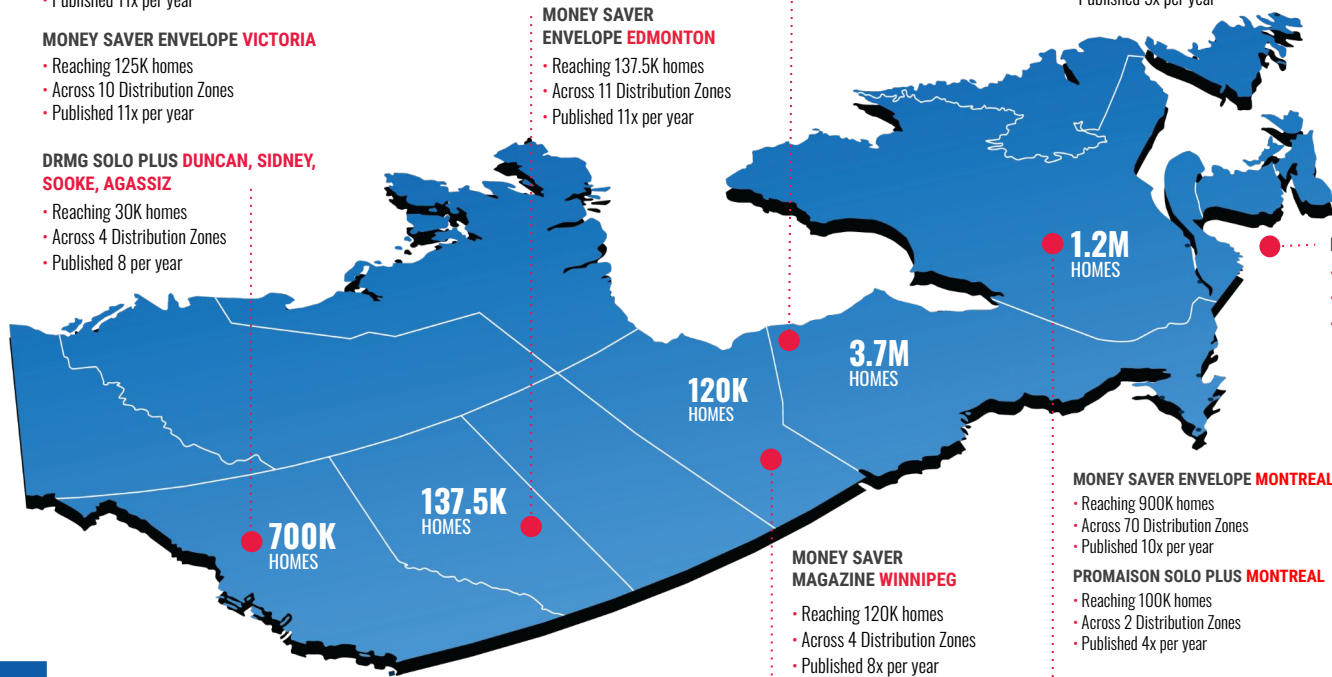 • Published 11x per year
MONEY SAVER ENVELOPE VICTORIA
• Reaching 125K homes
• Across 10 Distribution Zones
• Published 11x per year
DRMG SOLO PLUS DUNCAN, SIDNEY,
SOOKE, AGASSIZ
• Reaching 30K homes
• Across 4 Distribution Zones
• Published 8 per year
MONEY SAVER
ENVELOPE EDMONTON
• Reaching 137.5K homes
• Across 11 Distribution Zones
• Published 11x per year
1.2M
HOMES
3.7M
HOMES
120K
HOMES
137.5K
HOMES
700K
HOMES
MONEY SAVER
MAGAZINE WINNIPEG
• Reaching 120K homes
• Across 4 Distribution Zones
• Published 8x per year
MONEY SAVER ENVELOPE MONTREAL
• Reaching 900K homes
• Across 70 Distribution Zones
• Published 10x per year
PROMAISON SOLO PLUS MONTREAL
• Reaching 100K homes
• Across 2 Distribution Zones
• Published 4x per year